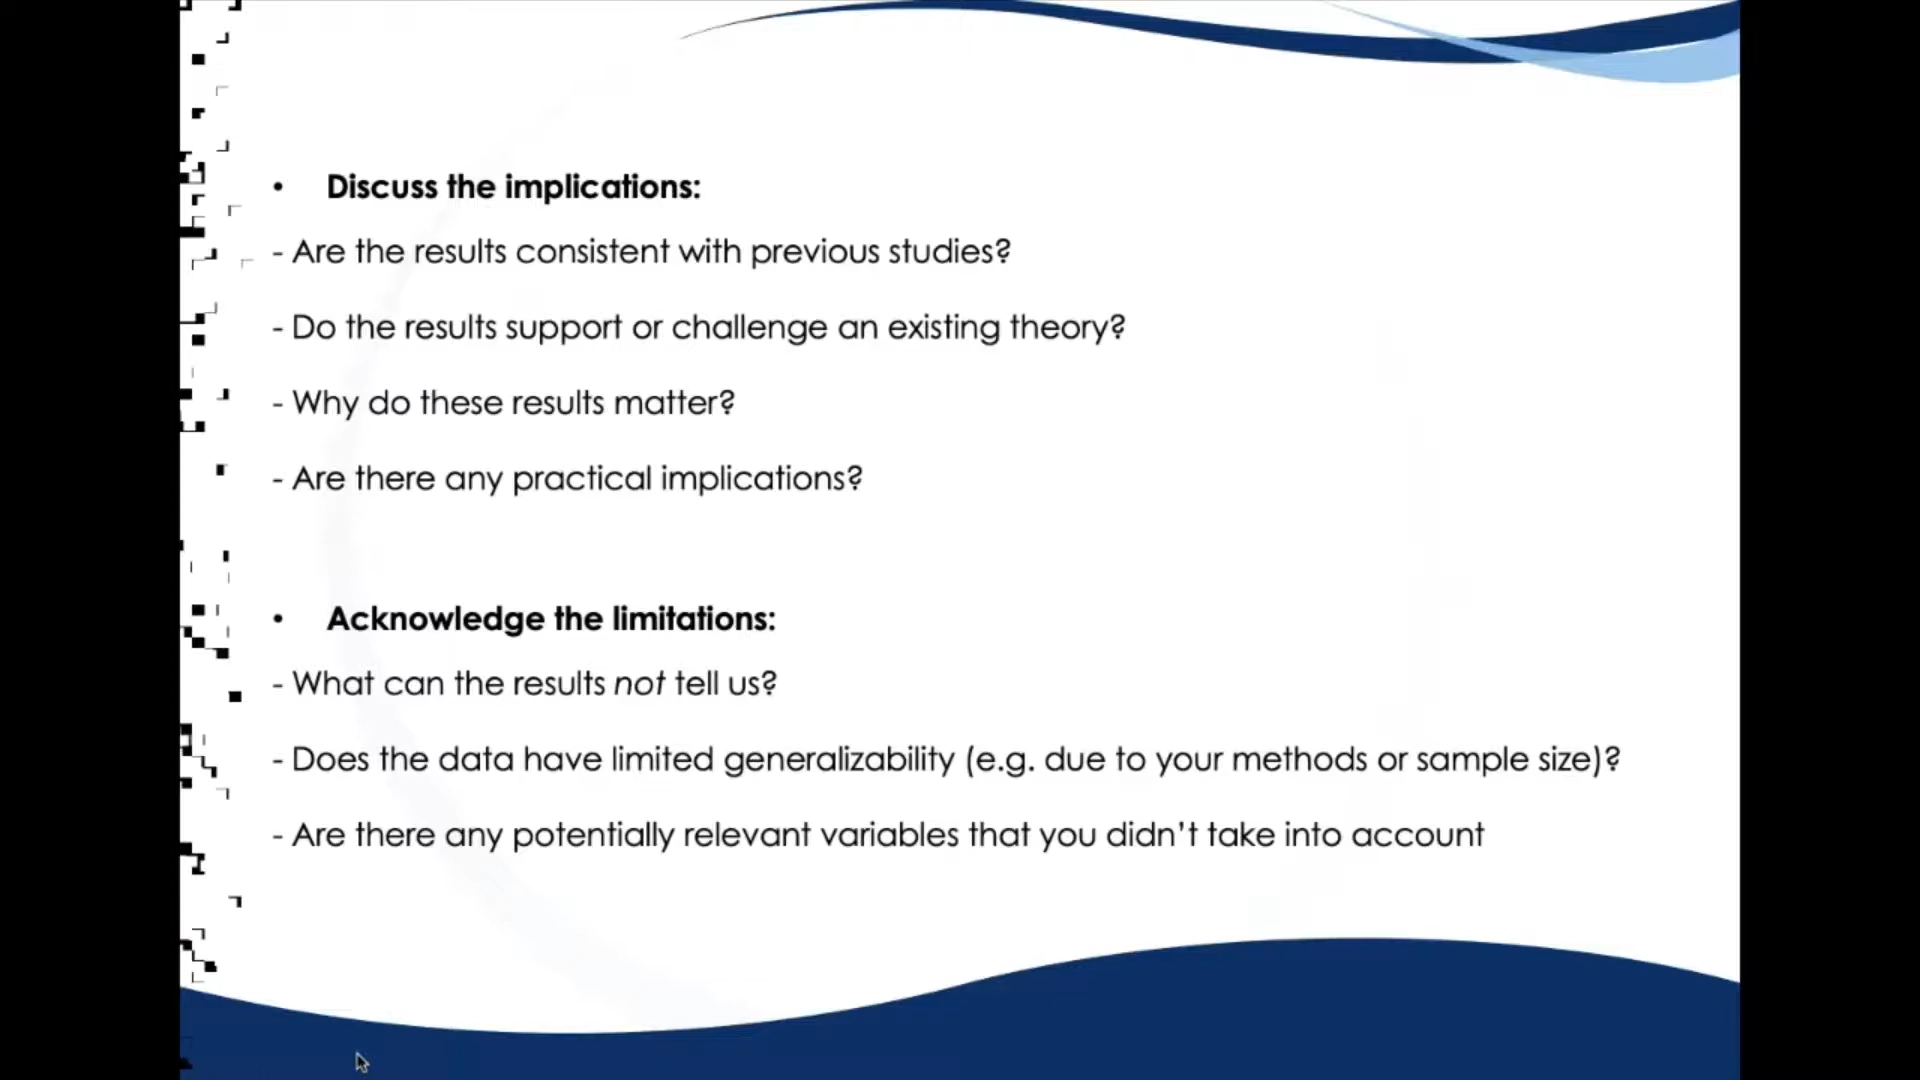 • Discuss the implications:
- Are the results consistent with previous studies?
- Do the results support or challenge an existing theory?
- Why do these results matter?
- Are there any practical implications?
• Acknowledge the limitations:
- What can the results not tell us?
- Does the data have limited generalizability (e.g. due to your methods or sample size)?
- Are there any potentially relevant variables that you didn't take into account